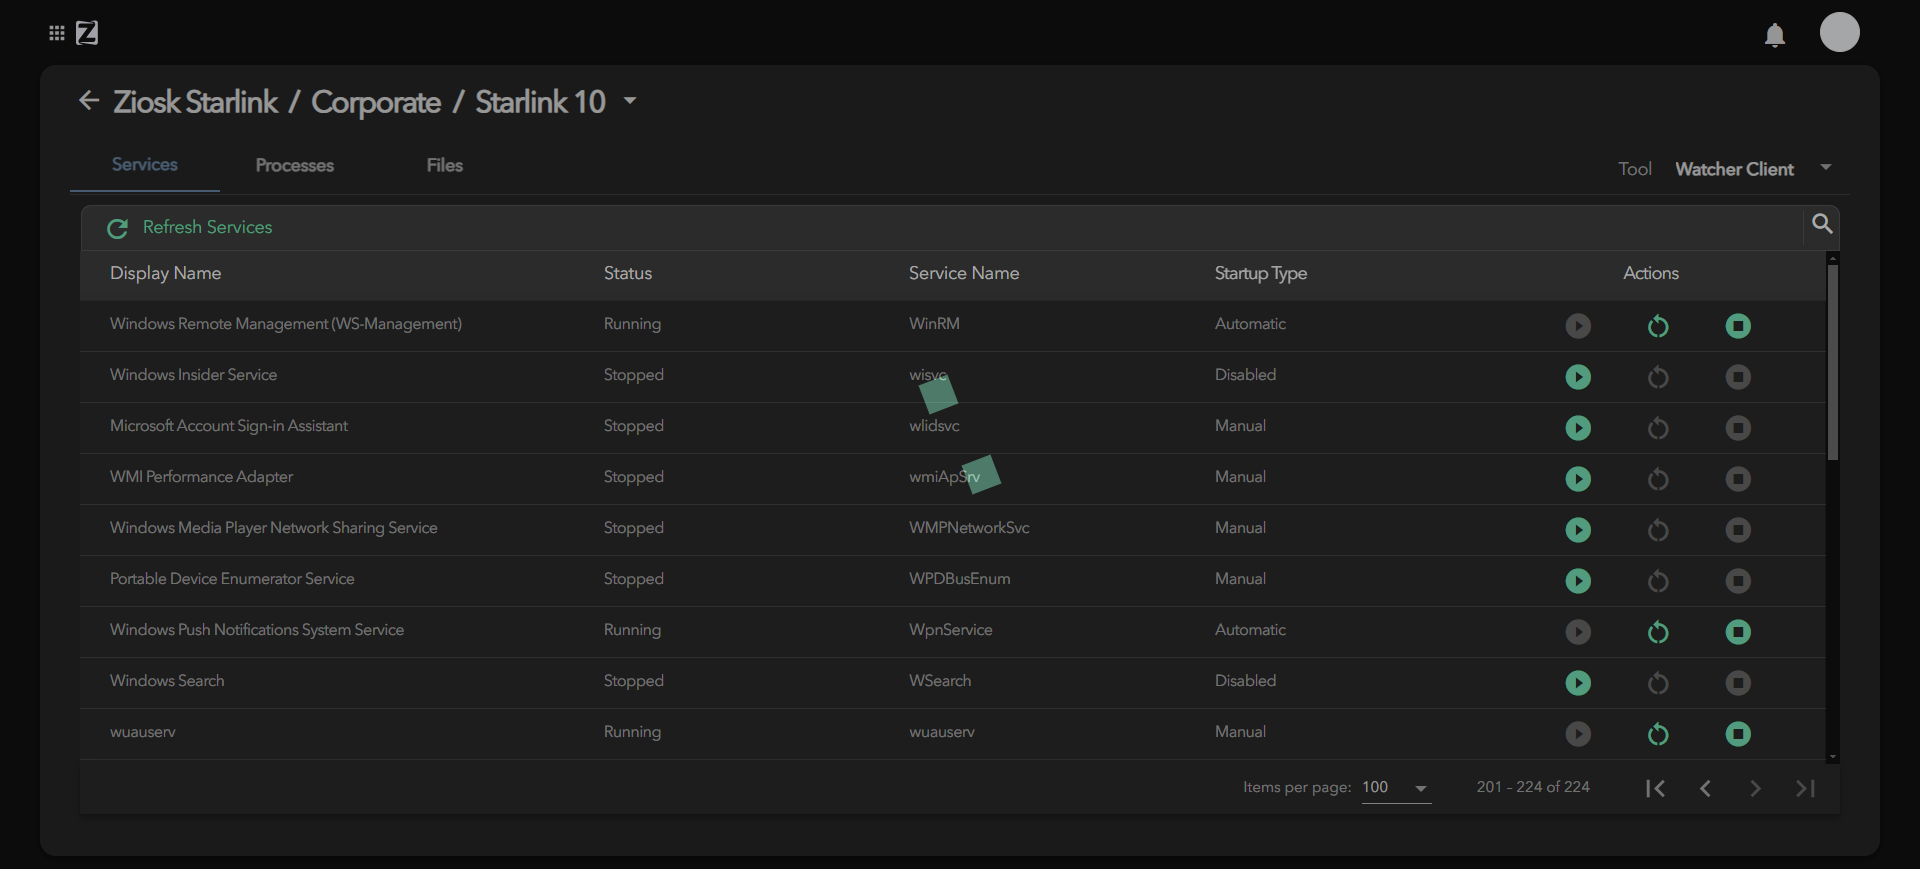 Z
Ziosk Starlink / Corporate / Starlink 10
Services Processes Files Tool Watcher Client
Refresh Services
Display Name Status Service Name Startup Type Actions
Windows Remote Management (WS-Management) Running WinRM Automatic
Windows Insider Service Stopped wisvc Disabled
Microsoft Account Sign-in Assistant Stopped wlidsvc Manual
WMI Performance Adapter Stopped wmiApSrv Manual
Windows Media Player Network Sharing Service Stopped WMPNetworkSvc Manual
Portable Device Enumerator Service Stopped WPDBusEnum Manual
Windows Push Notifications System Service Running WpnService Automatic
Windows Search Stopped WSearch Disabled
wuauserv Running wuauserv Manual
Items per page: 100 201 - 224 of 224